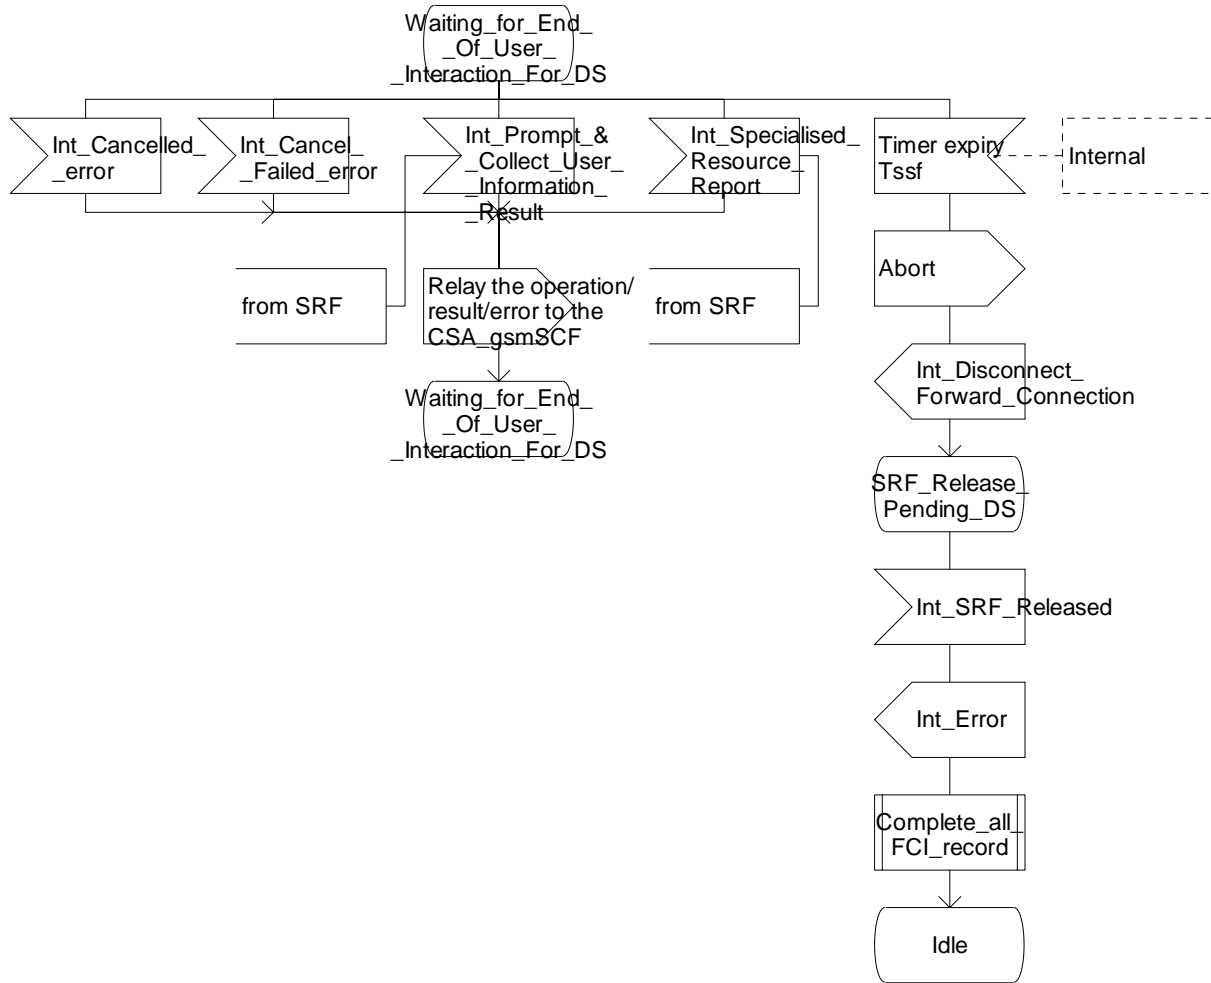 Waiting_for_End_
_Of_User_
_Interaction_For_DS
Int_Cancelled_
_error
Int_Cancel_
_Failed_error
Int_Prompt_&
_Collect_User_
_Information_
_Result
Int_Specialised_
Resource_
Report
Timer expiry
Tssf
Internal
from SRF
Relay the operation/
result/error to the
CSA_gsmSCF
from SRF
Abort
Waiting_for_End_
_Of_User_
_Interaction_For_DS
Int_Disconnect_
Forward_Connection
SRF_Release_
Pending_DS
Int_SRF_Released
Int_Error
Complete_all_
FCI_record
Idle